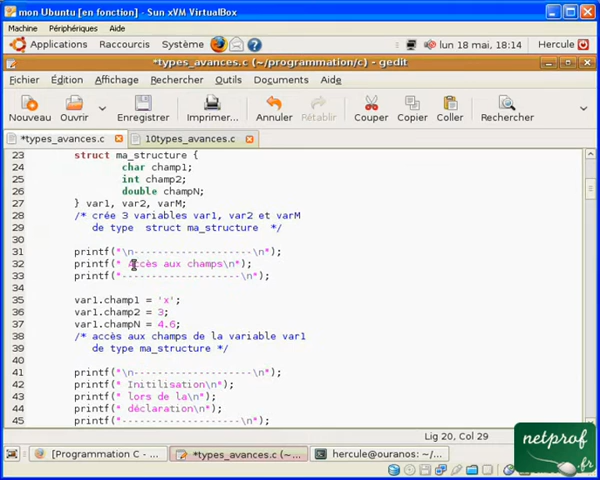 mon Ubuntu [en fonction] - Sun xVM VirtualBox
Machine Périphériques Aide
Applications Raccourcis Système lun 18 mai, 18:14 Hercule
*types_avances.c (~/programmation/c) - gedit
Fichier Édition Affichage Rechercher Outils Documents Aide
Nouveau Ouvrir Enregistrer Imprimer... Annuler Rétablir Couper Copier Coller Rechercher
*types_avances.c 10types_avances.c
23 struct ma_structure {
24 char champ1;
25 int champ2;
26 double champN;
27 } var1, var2, varM;
28 /* crée 3 variables var1, var2 et varM
29 de type struct ma_structure */
30
31 printf("\n--------------------\n");
32 printf(" Accès aux champs\n");
33 printf("--------------------\n");
34
35 var1.champ1 = 'x';
36 var1.champ2 = 3;
37 var1.champN = 4.6;
38 /* accès aux champs de la variable var1
39 de type ma_structure */
40
41 printf("\n--------------------\n");
42 printf(" Initilisation\n");
43 printf(" lors de la\n");
44 printf(" déclaration\n");
45 printf("--------------------\n");
Lig 20, Col 29
[Programmation C - ... *types_avances.c (~... hercule@ouranos: ~/...
netprof
.fr